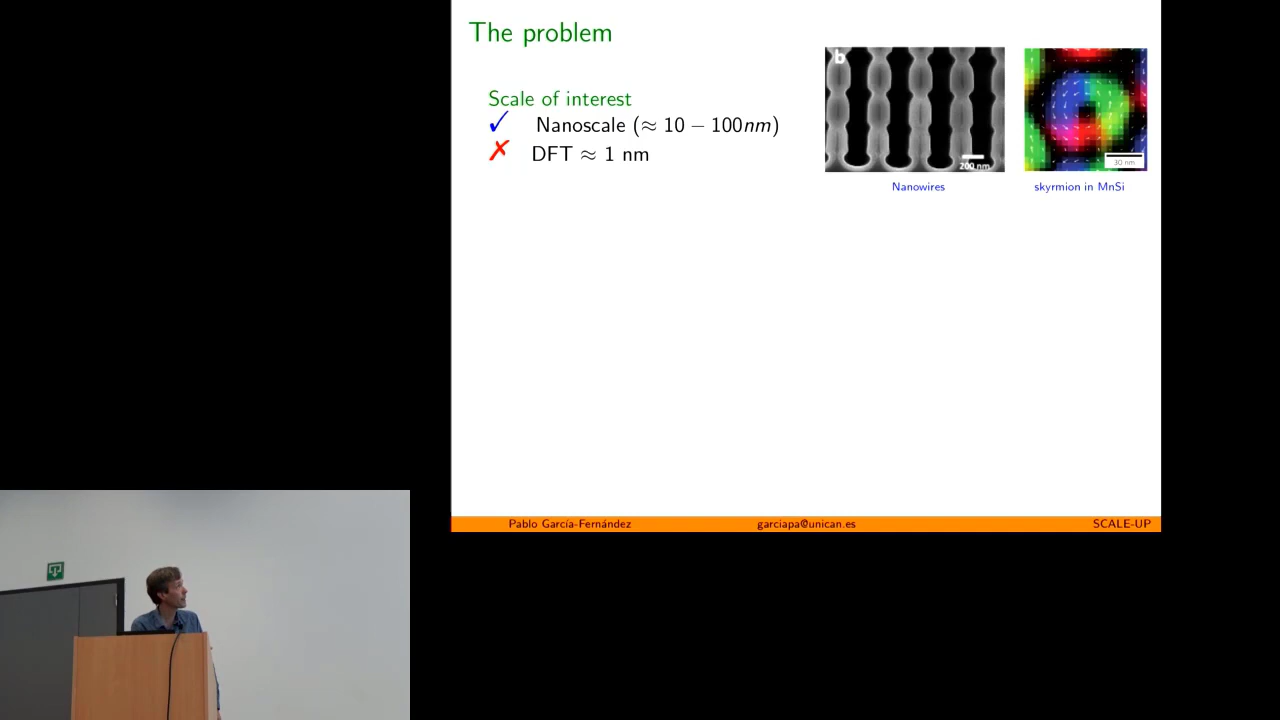 The problem
Scale of interest
✓ Nanoscale (≈ 10 − 100nm)
✗ DFT ≈ 1 nm
b
200 nm
30 nm
Nanowires
skyrmion in MnSi
Pablo García-Fernández
garciapa@unican.es
SCALE-UP